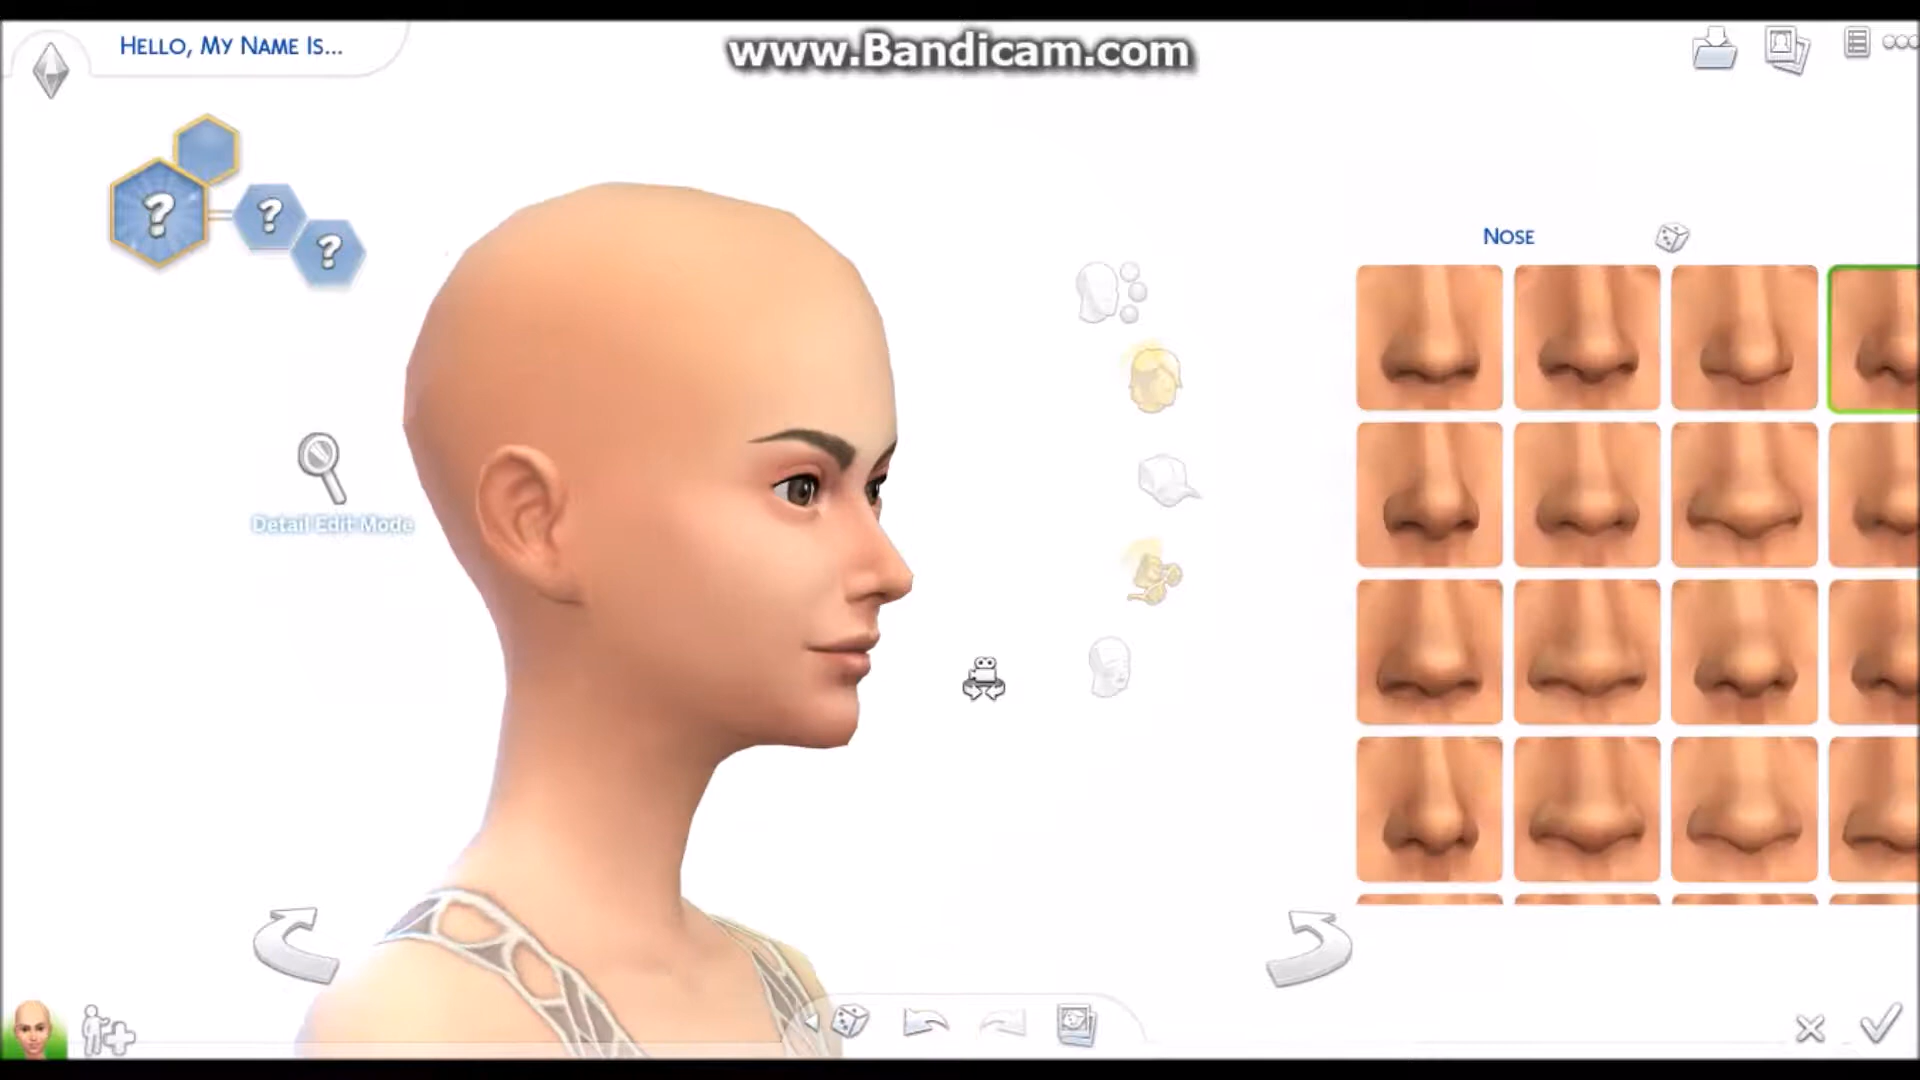 HELLO, MY NAME IS...
www.Bandicam.com
?
?
?
NOSE
Detail Edit Mode